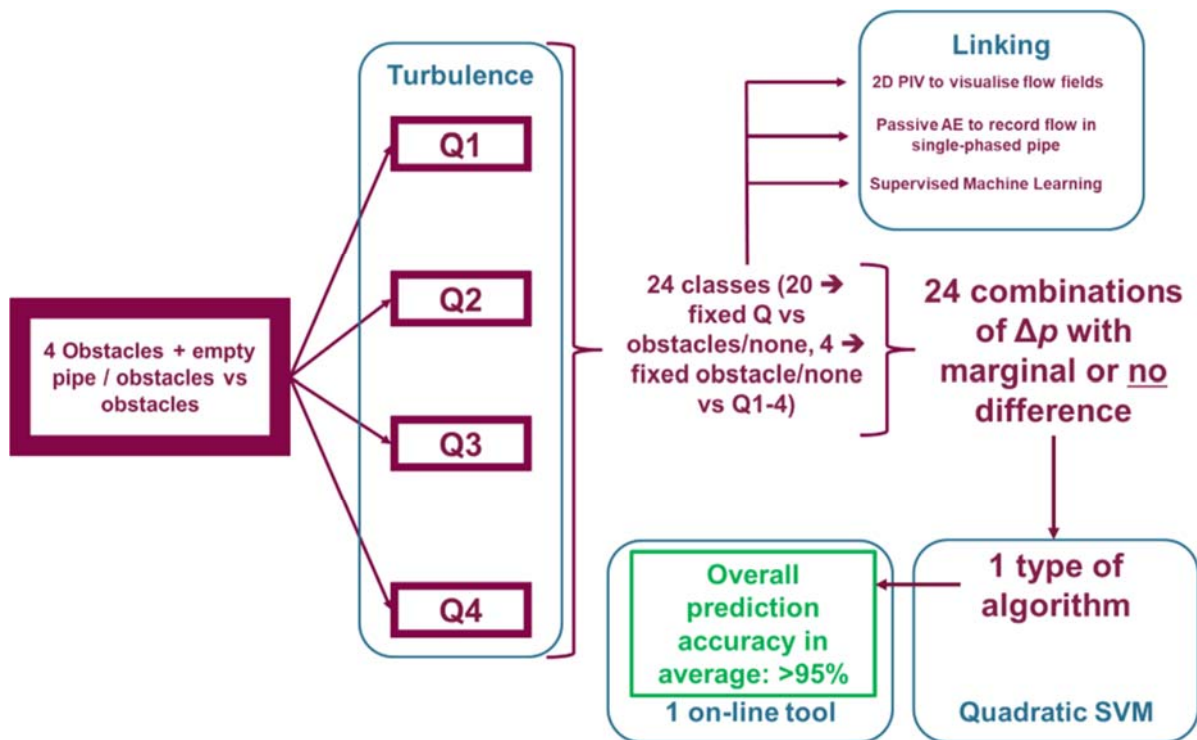 4 Obstacles + empty
pipe / obstacles vs
obstacles
Turbulence
Q1
Q2
Q3
Q4
24 classes (20 ➔
fixed Q vs
obstacles/none, 4 ➔
fixed obstacle/none
vs Q1-4)
Linking
2D PIV to visualise flow fields
Passive AE to record flow in
single-phased pipe
Supervised Machine Learning
24 combinations
of Δp with
marginal or no
difference
1 type of
algorithm
Quadratic SVM
Overall
prediction
accuracy in
average: >95%
1 on-line tool